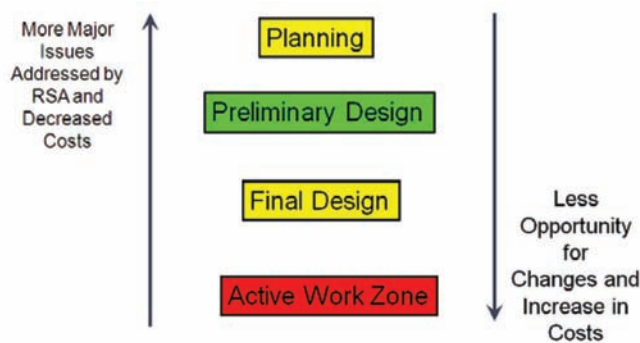 More Major
Issues
Addressed by
RSA and
Decreased
Costs
Planning
Preliminary Design
Final Design
Active Work Zone
Less
Opportunity
for
Changes and
Increase in
Costs